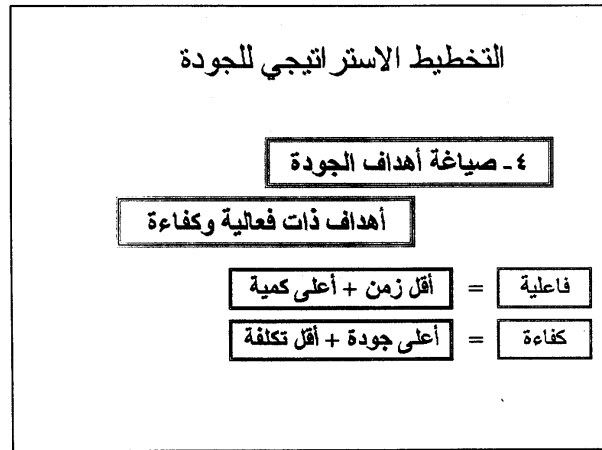 التخطيط الاستراتيجي للجودة
٤ - صياغة أهداف الجودة
أهداف ذات فعالية وكفاءة
فاعلية = أقل زمن + أعلى كمية
كفاءة = أعلى جودة + أقل تكلفة